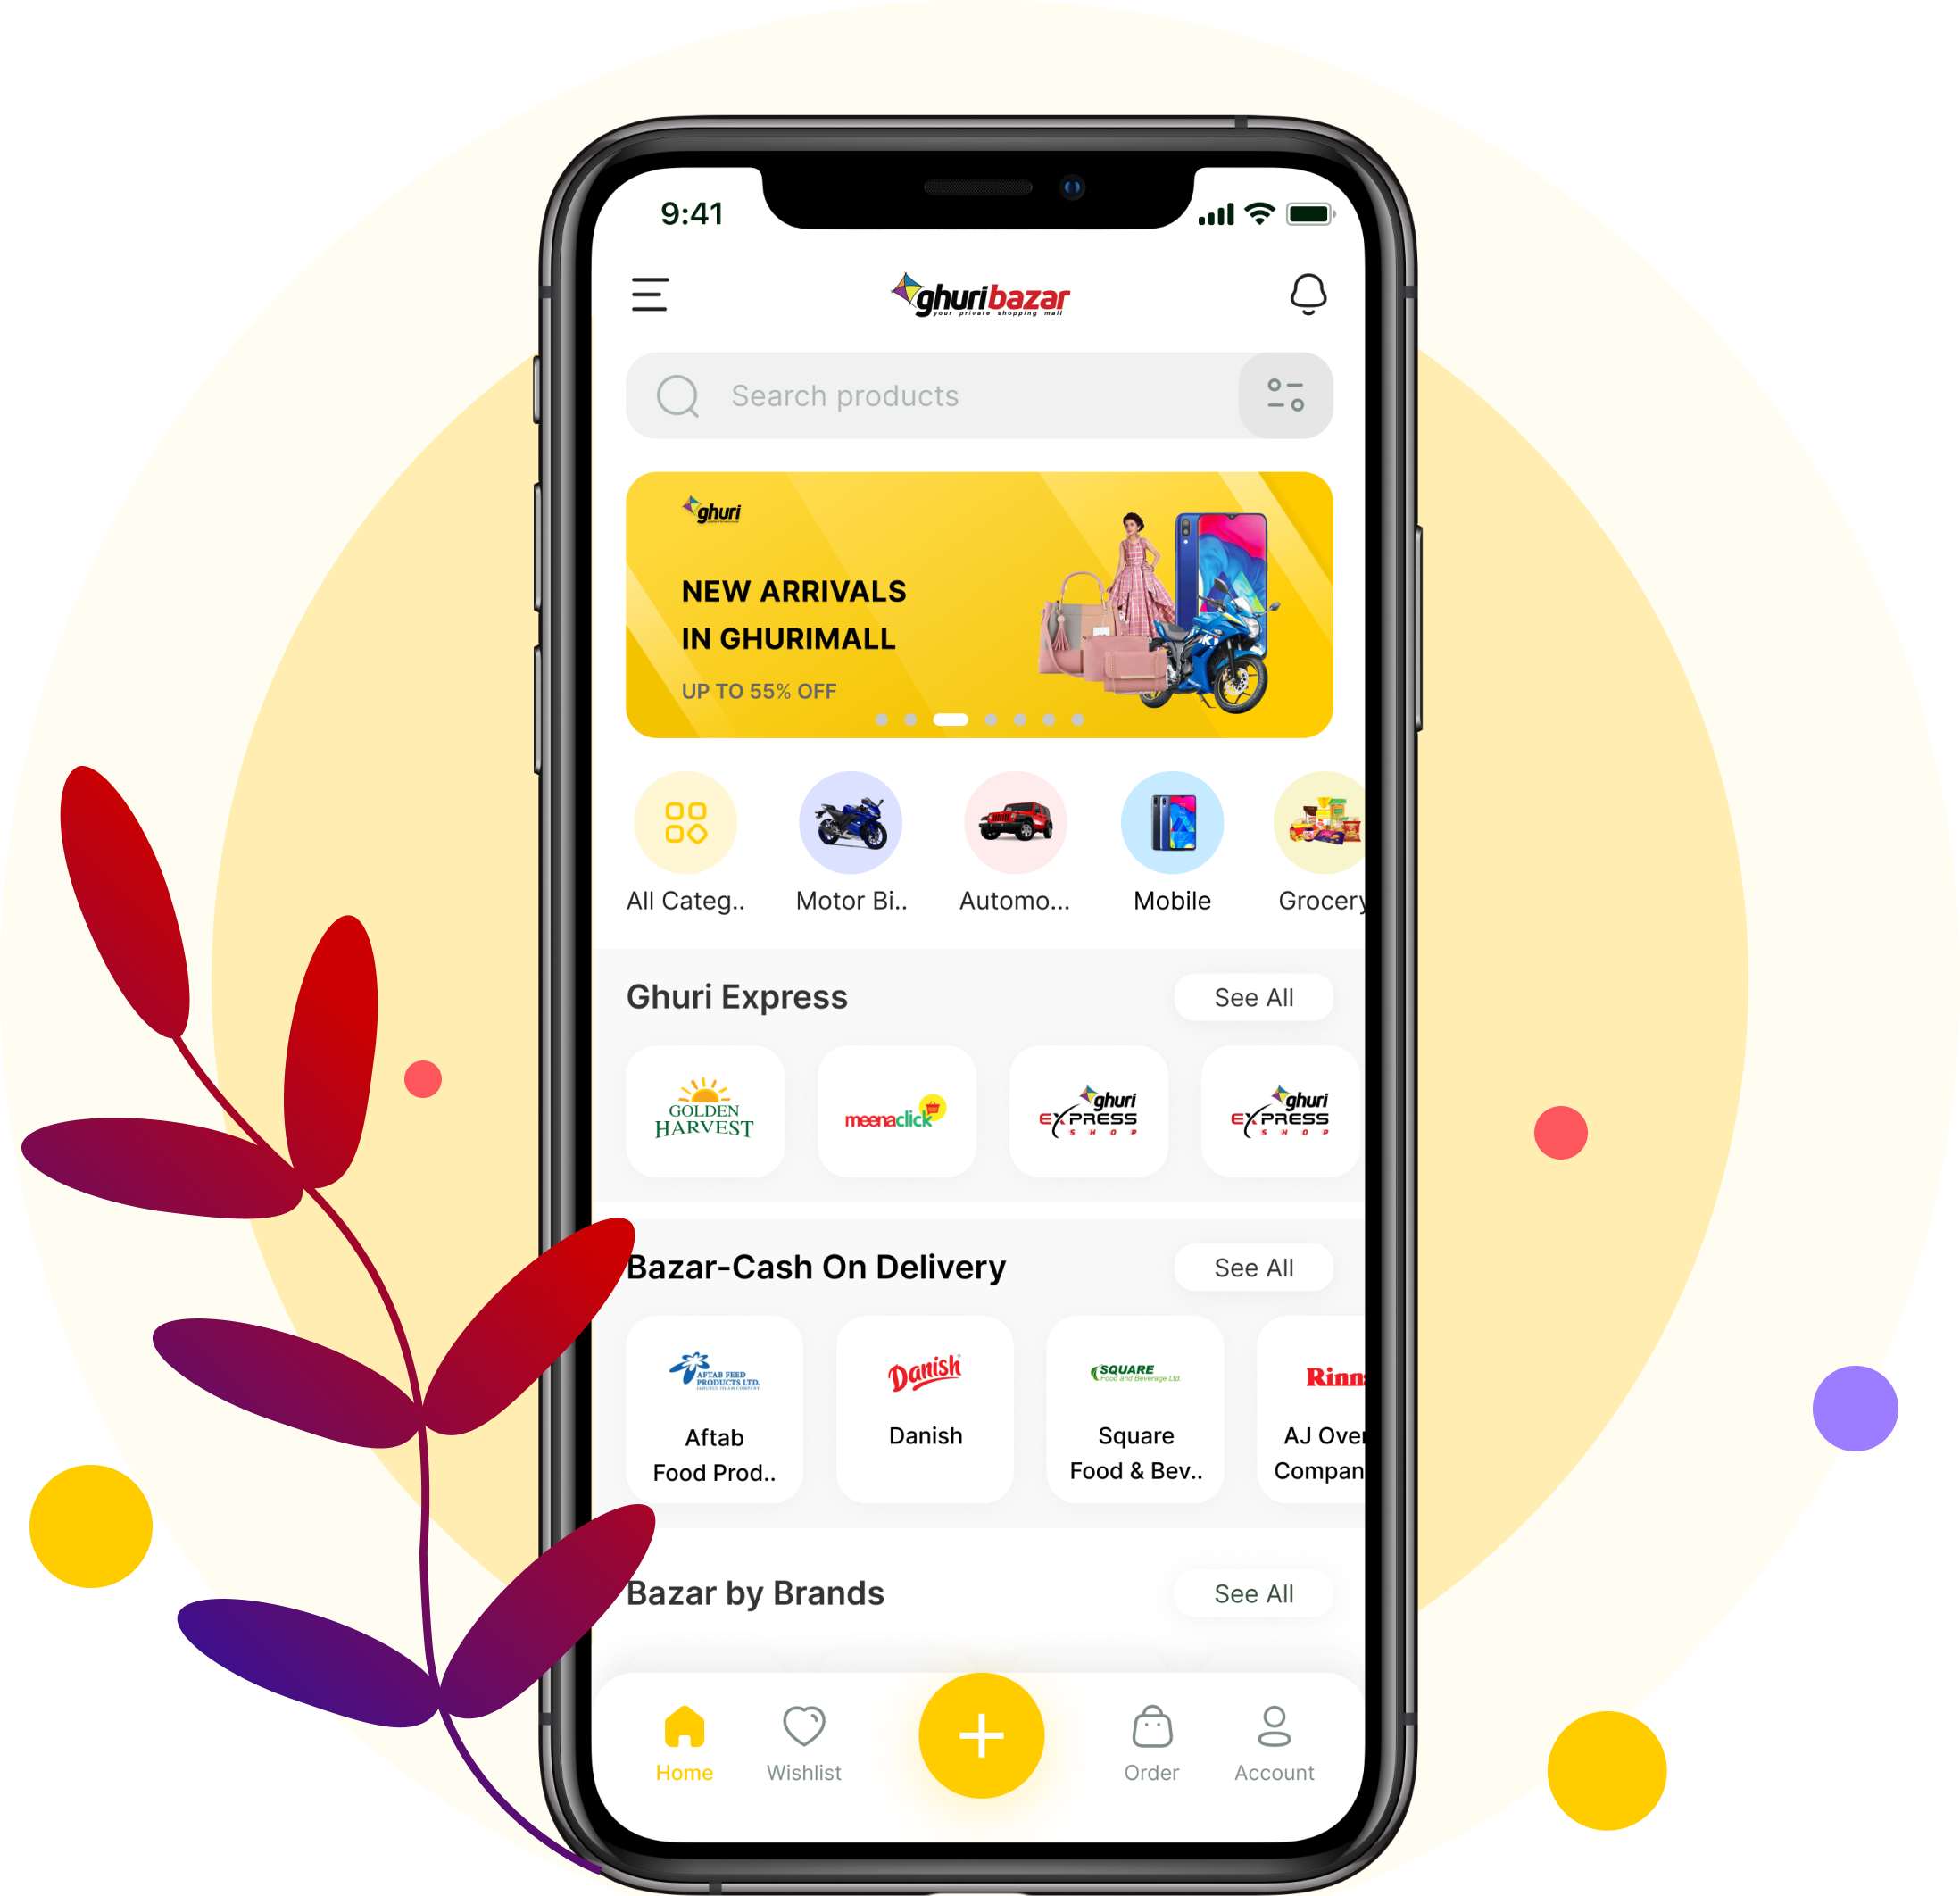 9:41
ghuribazar
your private shopping mall
Search products
ghuri
NEW ARRIVALS
IN GHURIMALL
UP TO 55% OFF
All Categ..
Motor Bi..
Automo...
Mobile
Grocery
Ghuri Express
See All
GOLDEN
HARVEST
meenaclick
ghuri
EXPRESS
SHOP
ghuri
EXPRESS
SHOP
Bazar-Cash On Delivery
See All
AFTAB FEED
PRODUCTS LTD.
Danish
SQUARE
Food and Beverage Ltd.
Rinn
Aftab
Food Prod..
Danish
Square
Food & Bev..
AJ Over
Compan
Bazar by Brands
See All
Home
Wishlist
Order
Account